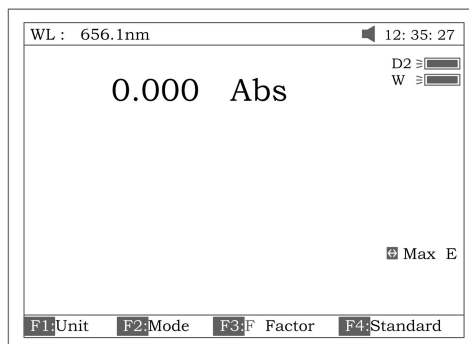 WL : 656.1nm 12: 35: 27
D2
0.000 Abs
W
Max E
F1:Unit F2:Mode F3:F Factor F4:Standard